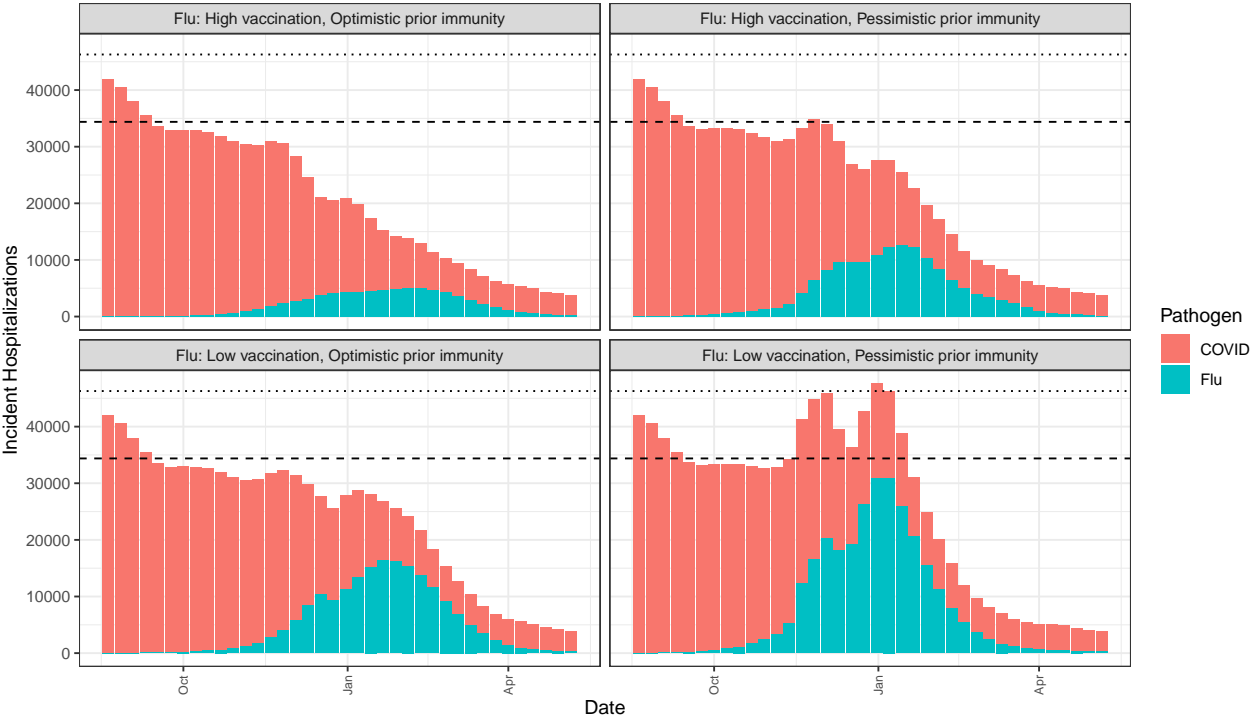 Flu: High vaccination, Optimistic prior immunity
Flu: High vaccination, Pessimistic prior immunity
40000
30000
20000
10000
0
Flu: Low vaccination, Optimistic prior immunity
Flu: Low vaccination, Pessimistic prior immunity
40000
30000
20000
10000
0
Incident Hospitalizations
Oct
Jan
Apr
Oct
Jan
Apr
Date
Pathogen
COVID
Flu